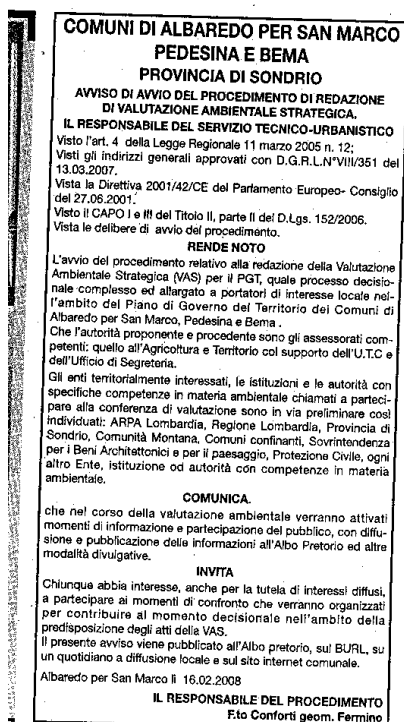 COMUNI DI ALBAREDO PER SAN MARCO
PEDESINA E BEMA
PROVINCIA DI SONDRIO
AVVISO DI AVVIO DEL PROCEDIMENTO DI REDAZIONE
DI VALUTAZIONE AMBIENTALE STRATEGICA.
IL RESPONSABILE DEL SERVIZIO TECNICO-URBANISTICO
Visto l'art. 4 della Legge Regionale 11 marzo 2005 n. 12;
Visti gli indirizzi generali approvati con D.G.R.L.N°VIII/351 del
13.03.2007.
Vista la Direttiva 2001/42/CE del Parlamento Europeo- Consiglio
del 27.06.2001.
Visto il CAPO I e III del Titolo II, parte II del D.Lgs. 152/2006.
Vista le delibere di avvio del procedimento.
RENDE NOTO
L'avvio del procedimento relativo alla redazione della Valutazione
Ambientale Strategica (VAS) per il PGT, quale processo decisio-
nale complesso ed allargato a portatori di interesse locale nel-
l'ambito del Piano di Governo del Territorio dei Comuni di
Albaredo per San Marco, Pedesina e Bema .
Che l'autorità proponente e procedente sono gli assessorati com-
petenti: quello all'Agricoltura e Territorio col supporto dell'U.T.C e
dell'Ufficio di Segreteria.
Gli enti territorialmente interessati, le istituzioni e le autorità con
specifiche competenze in materia ambientale chiamati a parteci-
pare alla conferenza di valutazione sono in via preliminare così
individuati: ARPA Lombardia, Regione Lombardia, Provincia di
Sondrio, Comunità Montana, Comuni confinanti, Sovrintendenza
per i Beni Architettonici e per il paesaggio, Protezione Civile, ogni
altro Ente, istituzione od autorità con competenze in materia
ambientale.
COMUNICA.
che nel corso della valutazione ambientale verranno attivati
momenti di informazione e partecipazione del pubblico, con diffu-
sione e pubblicazione delle informazioni all'Albo Pretorio ed altre
modalità divulgative.
INVITA
Chiunque abbia interesse, anche per la tutela di interessi diffusi,
a partecipare ai momenti di confronto che verranno organizzati
per contribuire al momento decisionale nell'ambito della
predisposizione degli atti della VAS.
Il presente avviso viene pubblicato all'Albo pretorio, sul BURL, su
un quotidiano a diffusione locale e sul sito internet comunale.
Albaredo per San Marco lì 16.02.2008
IL RESPONSABILE DEL PROCEDIMENTO
F.to Conforti geom. Fermino